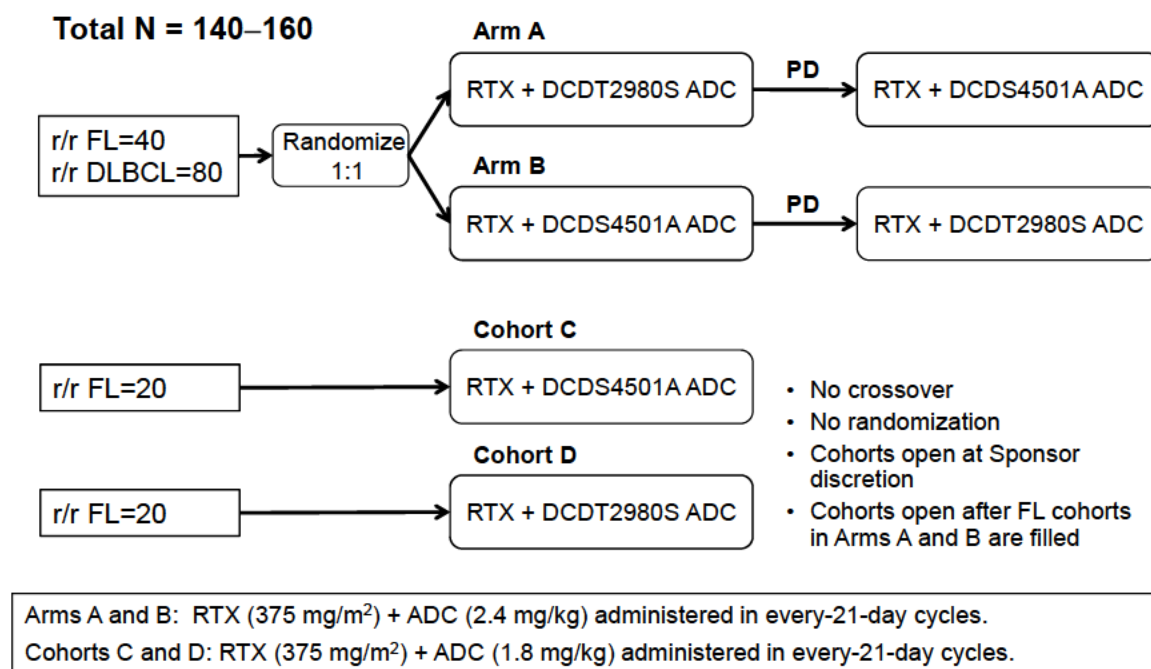 Total N = 140–160
Arm A
RTX + DCDT2980S ADC
PD
RTX + DCDS4501A ADC
r/r FL=40
r/r DLBCL=80
Randomize
1:1
Arm B
RTX + DCDS4501A ADC
PD
RTX + DCDT2980S ADC
Cohort C
r/r FL=20
RTX + DCDS4501A ADC
Cohort D
r/r FL=20
RTX + DCDT2980S ADC
• No crossover
• No randomization
• Cohorts open at Sponsor
discretion
• Cohorts open after FL cohorts
in Arms A and B are filled
Arms A and B: RTX (375 mg/m²) + ADC (2.4 mg/kg) administered in every-21-day cycles.
Cohorts C and D: RTX (375 mg/m²) + ADC (1.8 mg/kg) administered in every-21-day cycles.